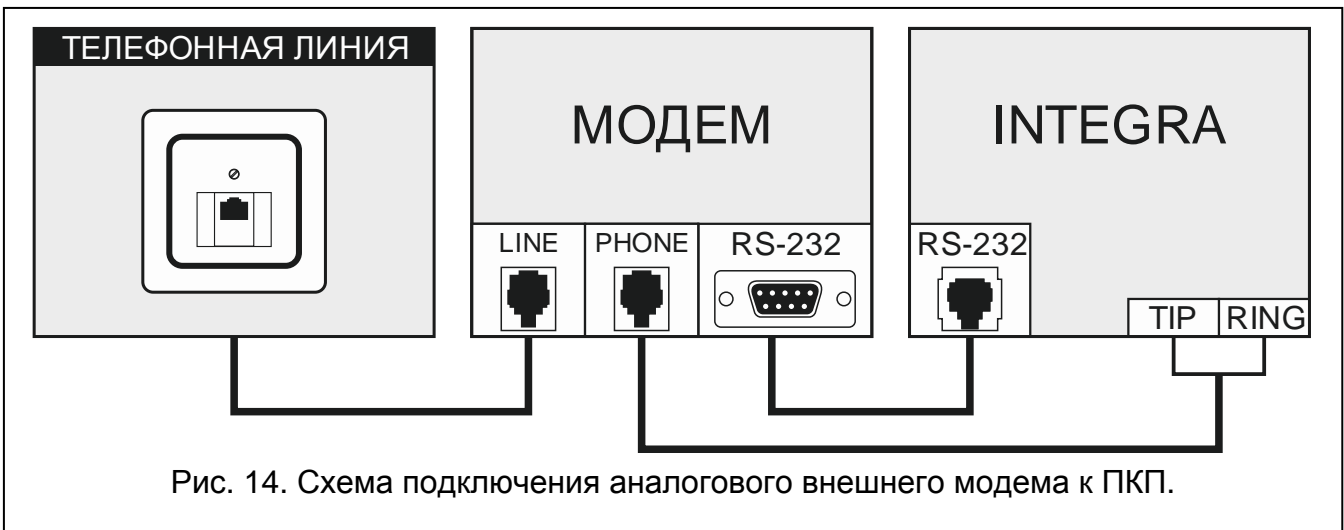 ТЕЛЕФОННАЯ ЛИНИЯ
МОДЕМ
INTEGRA
LINE
PHONE
RS-232
RS-232
TIP
RING
Рис. 14. Схема подключения аналогового внешнего модема к ПКП.